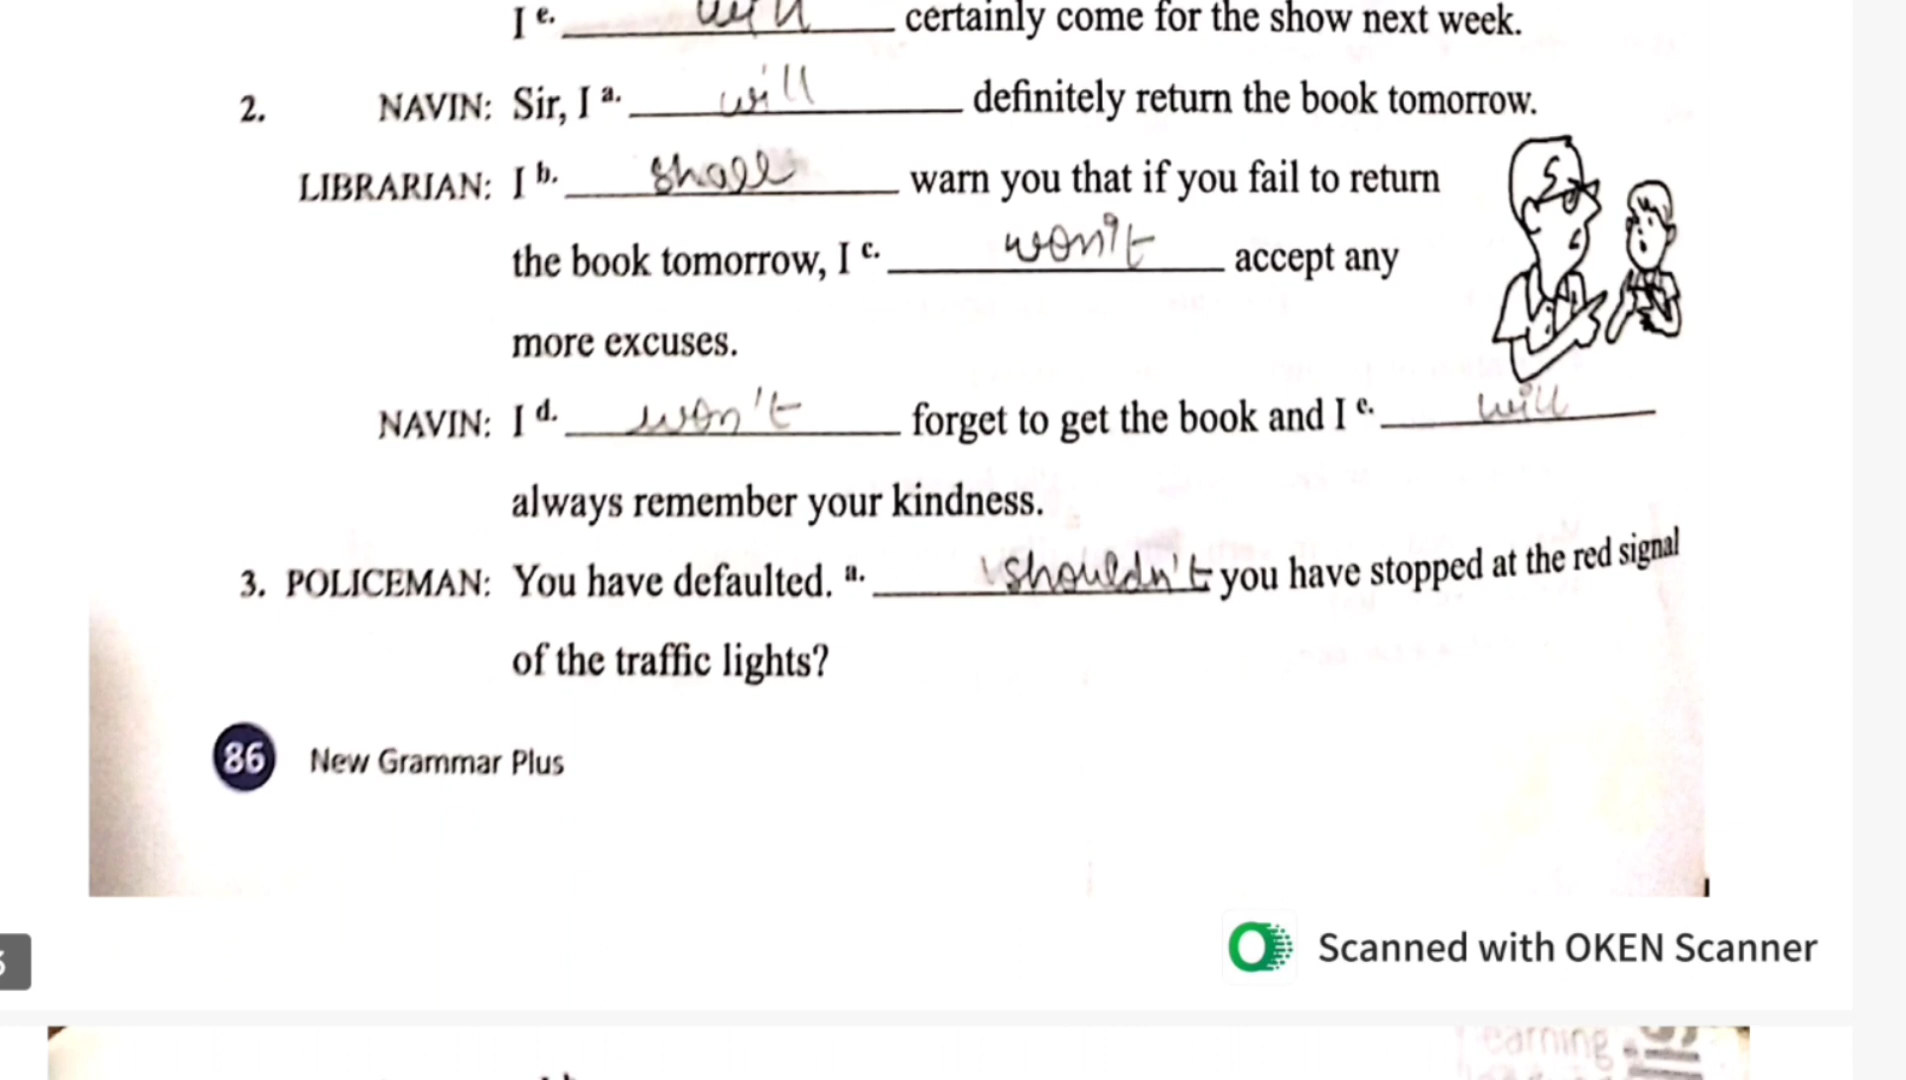 I e. will certainly come for the show next week.
2. NAVIN: Sir, I a. will definitely return the book tomorrow.
LIBRARIAN: I b. shall warn you that if you fail to return
the book tomorrow, I c. won't accept any
more excuses.
NAVIN: I d. won't forget to get the book and I e. will
always remember your kindness.
3. POLICEMAN: You have defaulted. a. shouldn't you have stopped at the red signal
of the traffic lights?
86 New Grammar Plus
Scanned with OKEN Scanner